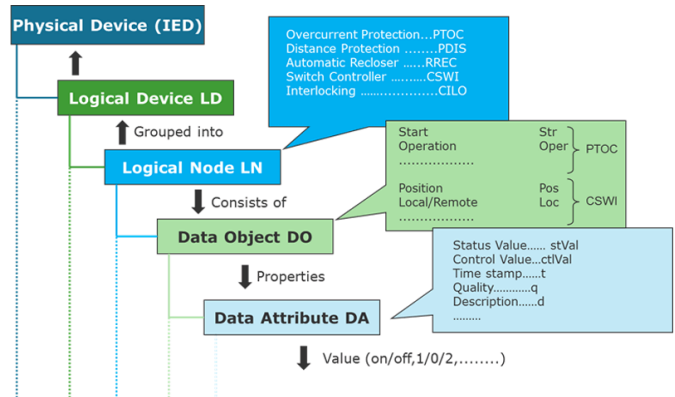 Physical Device (IED)
Overcurrent Protection...PTOC
Distance Protection ........PDIS
Automatic Recloser ......RREC
Switch Controller ..........CSWI
Interlocking ....................CILO
Logical Device LD
Grouped into
Logical Node LN
Start Str
Operation Oper
..................
PTOC
Position Pos
Local/Remote Loc
..................
CSWI
Consists of
Data Object DO
Status Value...... stVal
Control Value...ctlVal
Time stamp......t
Quality............q
Description......d
.........
Properties
Data Attribute DA
Value (on/off,1/0/2,........)